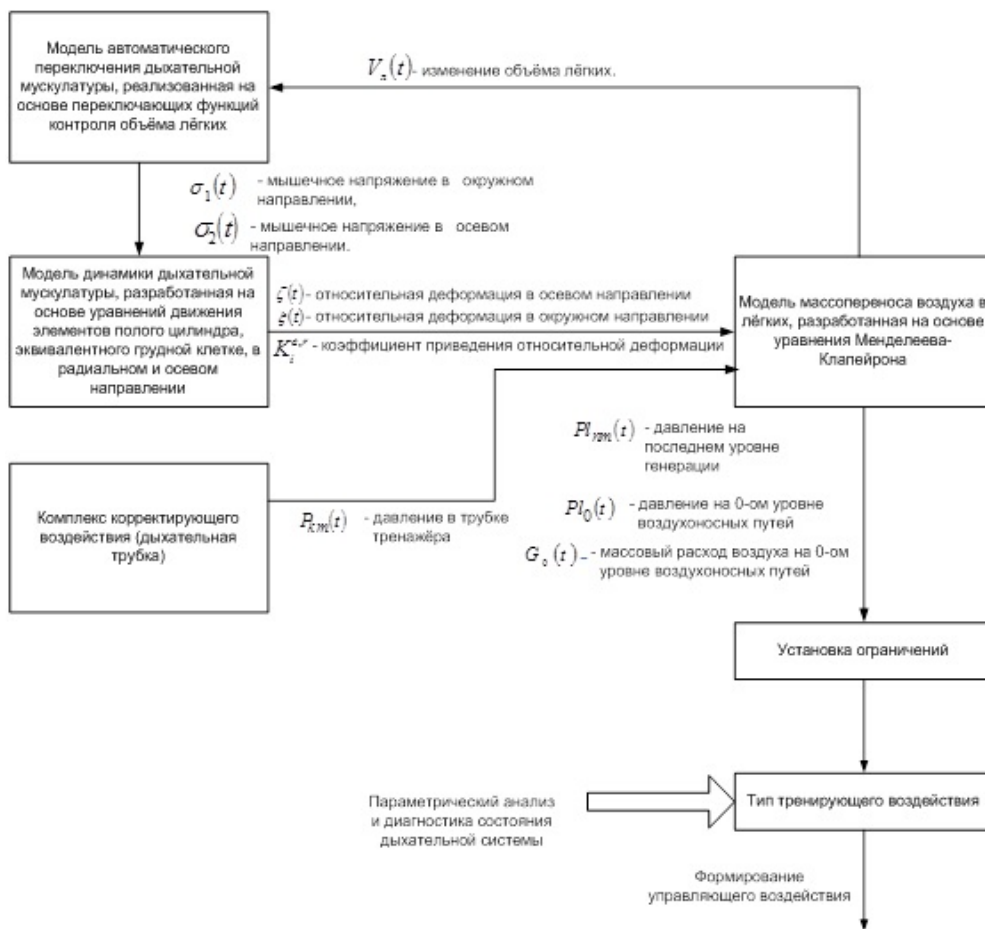 Модель автоматического
переключения дыхательной
мускулатуры, реализованная на
основе переключающих функций
контроля объёма лёгких
V_л(t) - изменение объёма лёгких.
σ₁(t) - мышечное напряжение в окружном
направлении,
σ₂(t) - мышечное напряжение в осевом
направлении.
Модель динамики дыхательной
мускулатуры, разработанная на
основе уравнений движения
элементов полого цилиндра,
эквивалентного грудной клетке, в
радиальном и осевом
направлении
ζ(t) - относительная деформация в осевом направлении
ξ(t) - относительная деформация в окружном направлении
- коэффициент приведения относительной деформации
Модель массопереноса воздуха в
лёгких, разработанная на основе
уравнения Менделеева-
Клапейрона
Комплекс корректирующего
воздействия (дыхательная
трубка)
P_km(t) - давление в трубке
тренажёра
(t) - давление на
последнем уровне
генерации
Pl₀(t) - давление на 0-ом уровне
воздухоносных путей
G₀(t) - массовый расход воздуха на 0-ом
уровне воздухоносных путей
Установка ограничений
Тип тренирующего воздействия
Параметрический анализ
и диагностика состояния
дыхательной системы
Формирование
управляющего воздействия